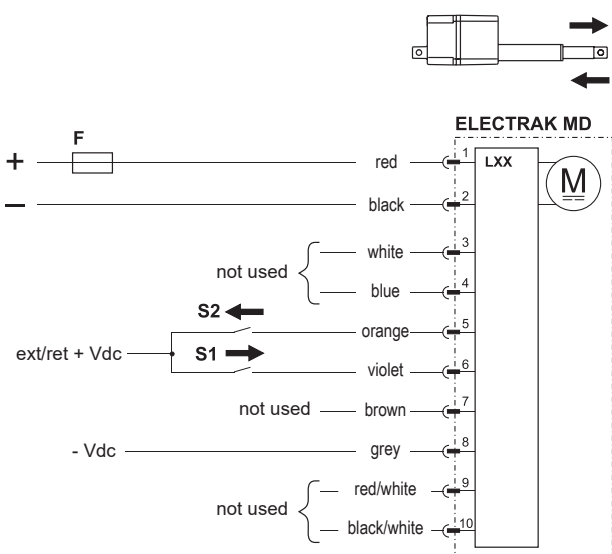 ELECTRAK MD
F
+ red 1 LXX M
− black 2
white 3
not used
blue 4
S2
orange 5
ext/ret + Vdc S1
violet 6
not used brown 7
- Vdc grey 8
red/white 9
not used
black/white 10